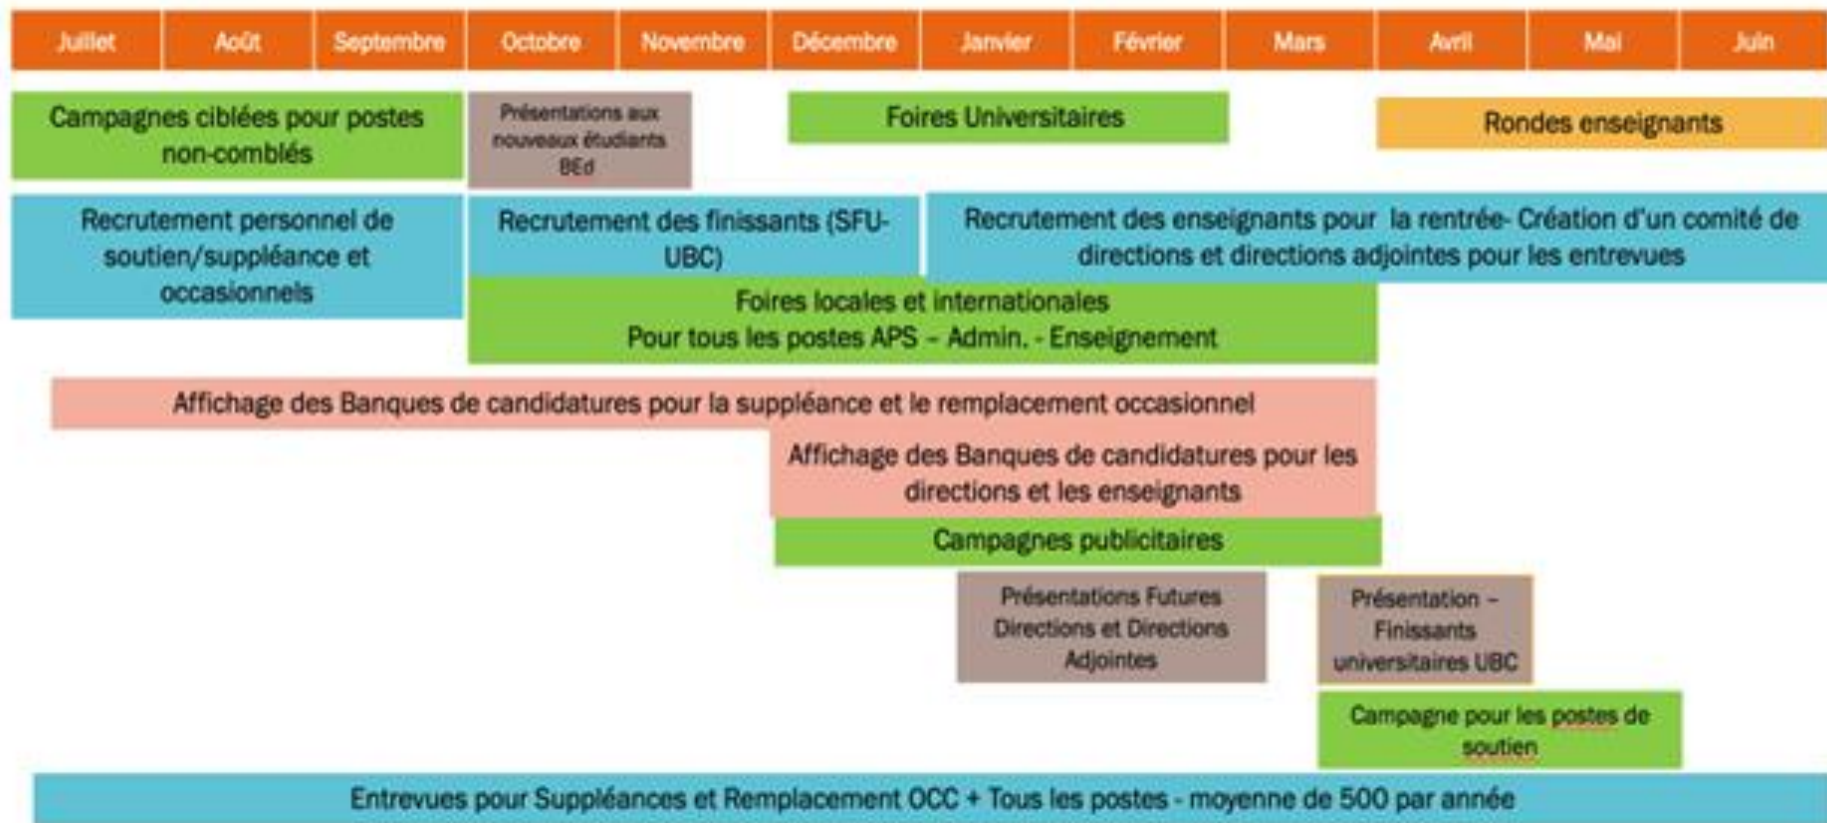 Juillet Août Septembre Octobre Novembre Décembre Janvier Février Mars Avril Mai Juin
Campagnes ciblées pour postes
non-comblés
Présentations aux
nouveaux étudiants
BEd
Foires Universitaires
Rondes enseignants
Recrutement personnel de
soutien/suppléance et
occasionnels
Recrutement des finissants (SFU-
UBC)
Recrutement des enseignants pour la rentrée- Création d'un comité de
directions et directions adjointes pour les entrevues
Foires locales et internationales
Pour tous les postes APS – Admin. - Enseignement
Affichage des Banques de candidatures pour la suppléance et le remplacement occasionnel
Affichage des Banques de candidatures pour les
directions et les enseignants
Campagnes publicitaires
Présentations Futures
Directions et Directions
Adjointes
Présentation –
Finissants
universitaires UBC
Campagne pour les postes de
soutien
Entrevues pour Suppléances et Remplacement OCC + Tous les postes - moyenne de 500 par année